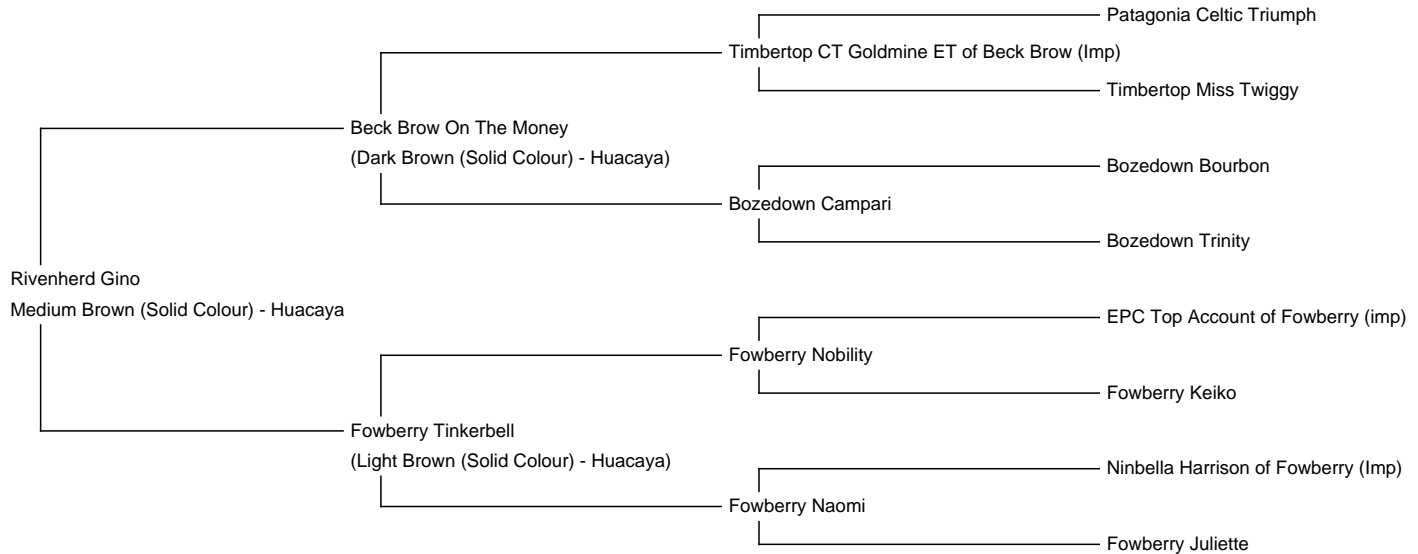 Patagonia Celtic Triumph
Timbertop CT Goldmine ET of Beck Brow (Imp)
Timbertop Miss Twiggy
Beck Brow On The Money
(Dark Brown (Solid Colour) - Huacaya)
Bozedown Bourbon
Bozedown Campari
Bozedown Trinity
Rivenherd Gino
Medium Brown (Solid Colour) - Huacaya
EPC Top Account of Fowberry (imp)
Fowberry Nobility
Fowberry Keiko
Fowberry Tinkerbell
(Light Brown (Solid Colour) - Huacaya)
Ninbella Harrison of Fowberry (Imp)
Fowberry Naomi
Fowberry Juliette